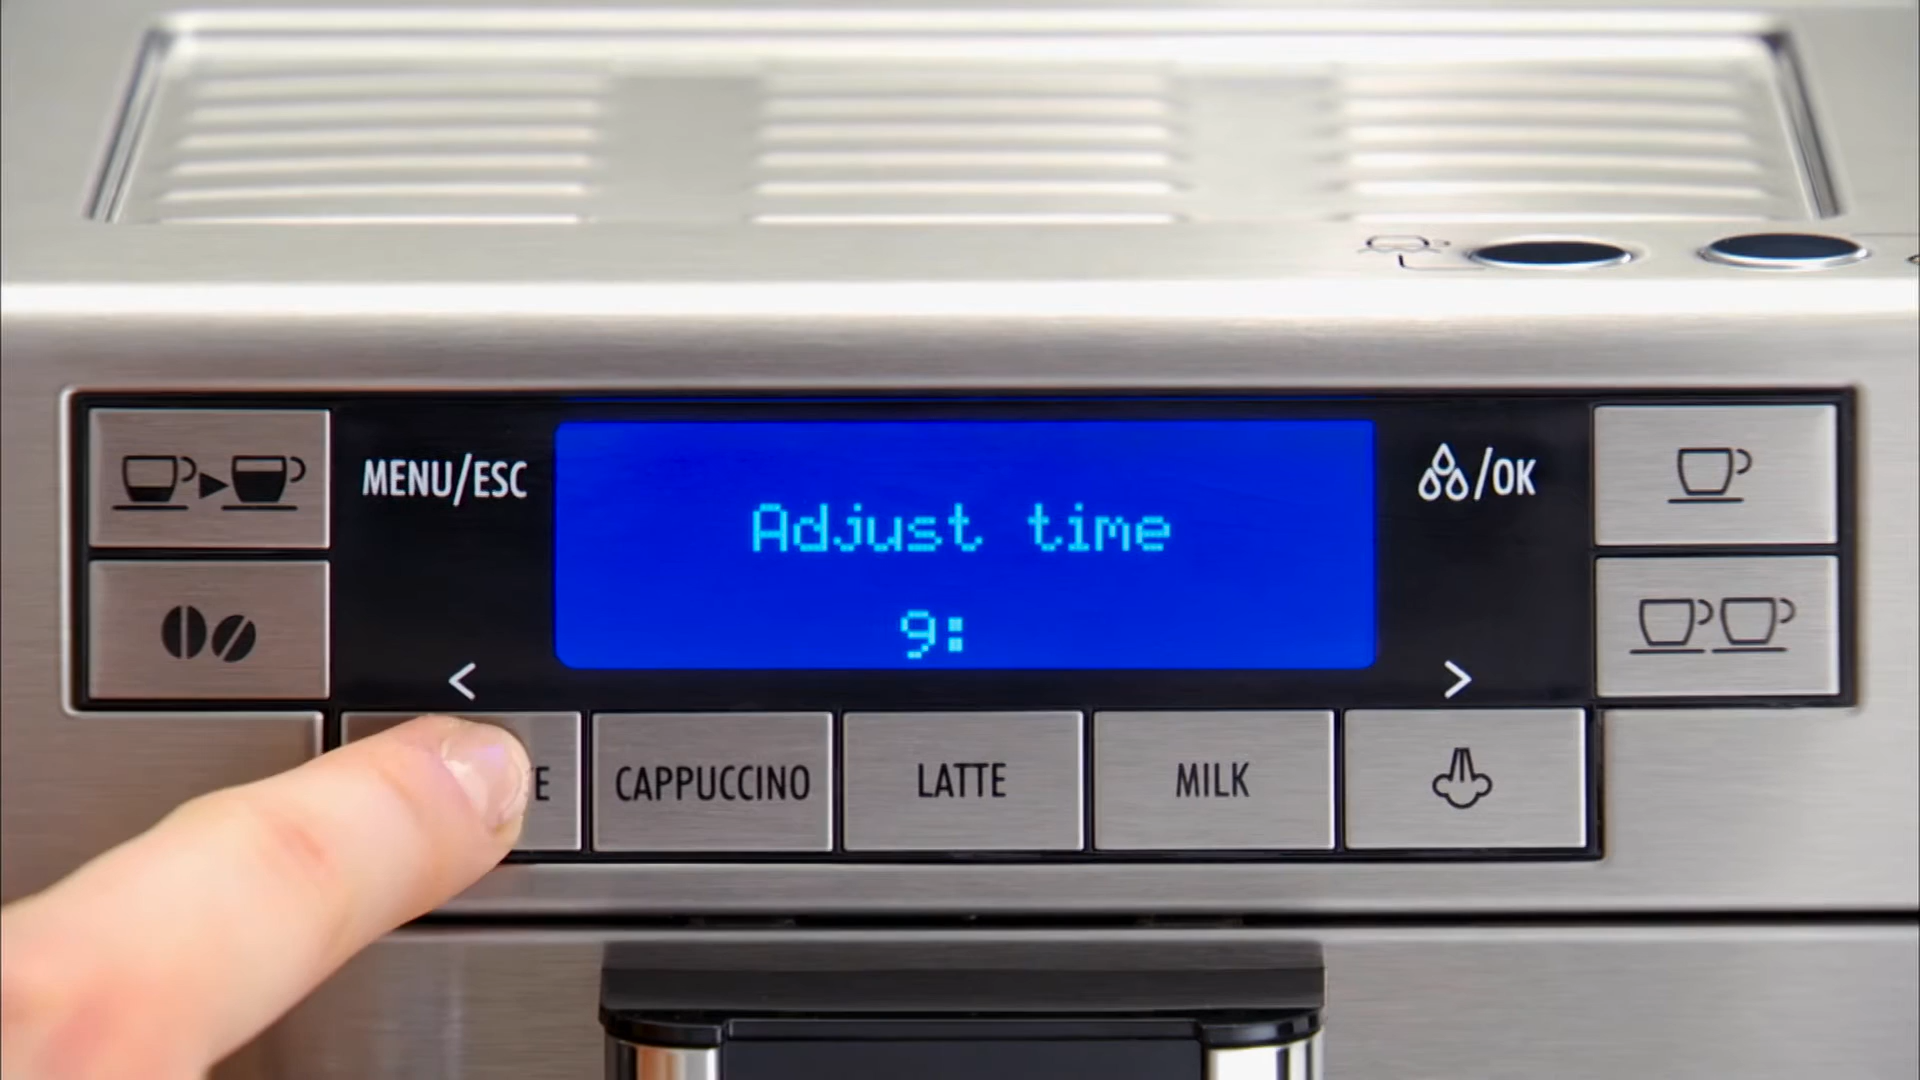 MENU/ESC
Adjust time
9:
/OK
<
>
E
CAPPUCCINO
LATTE
MILK